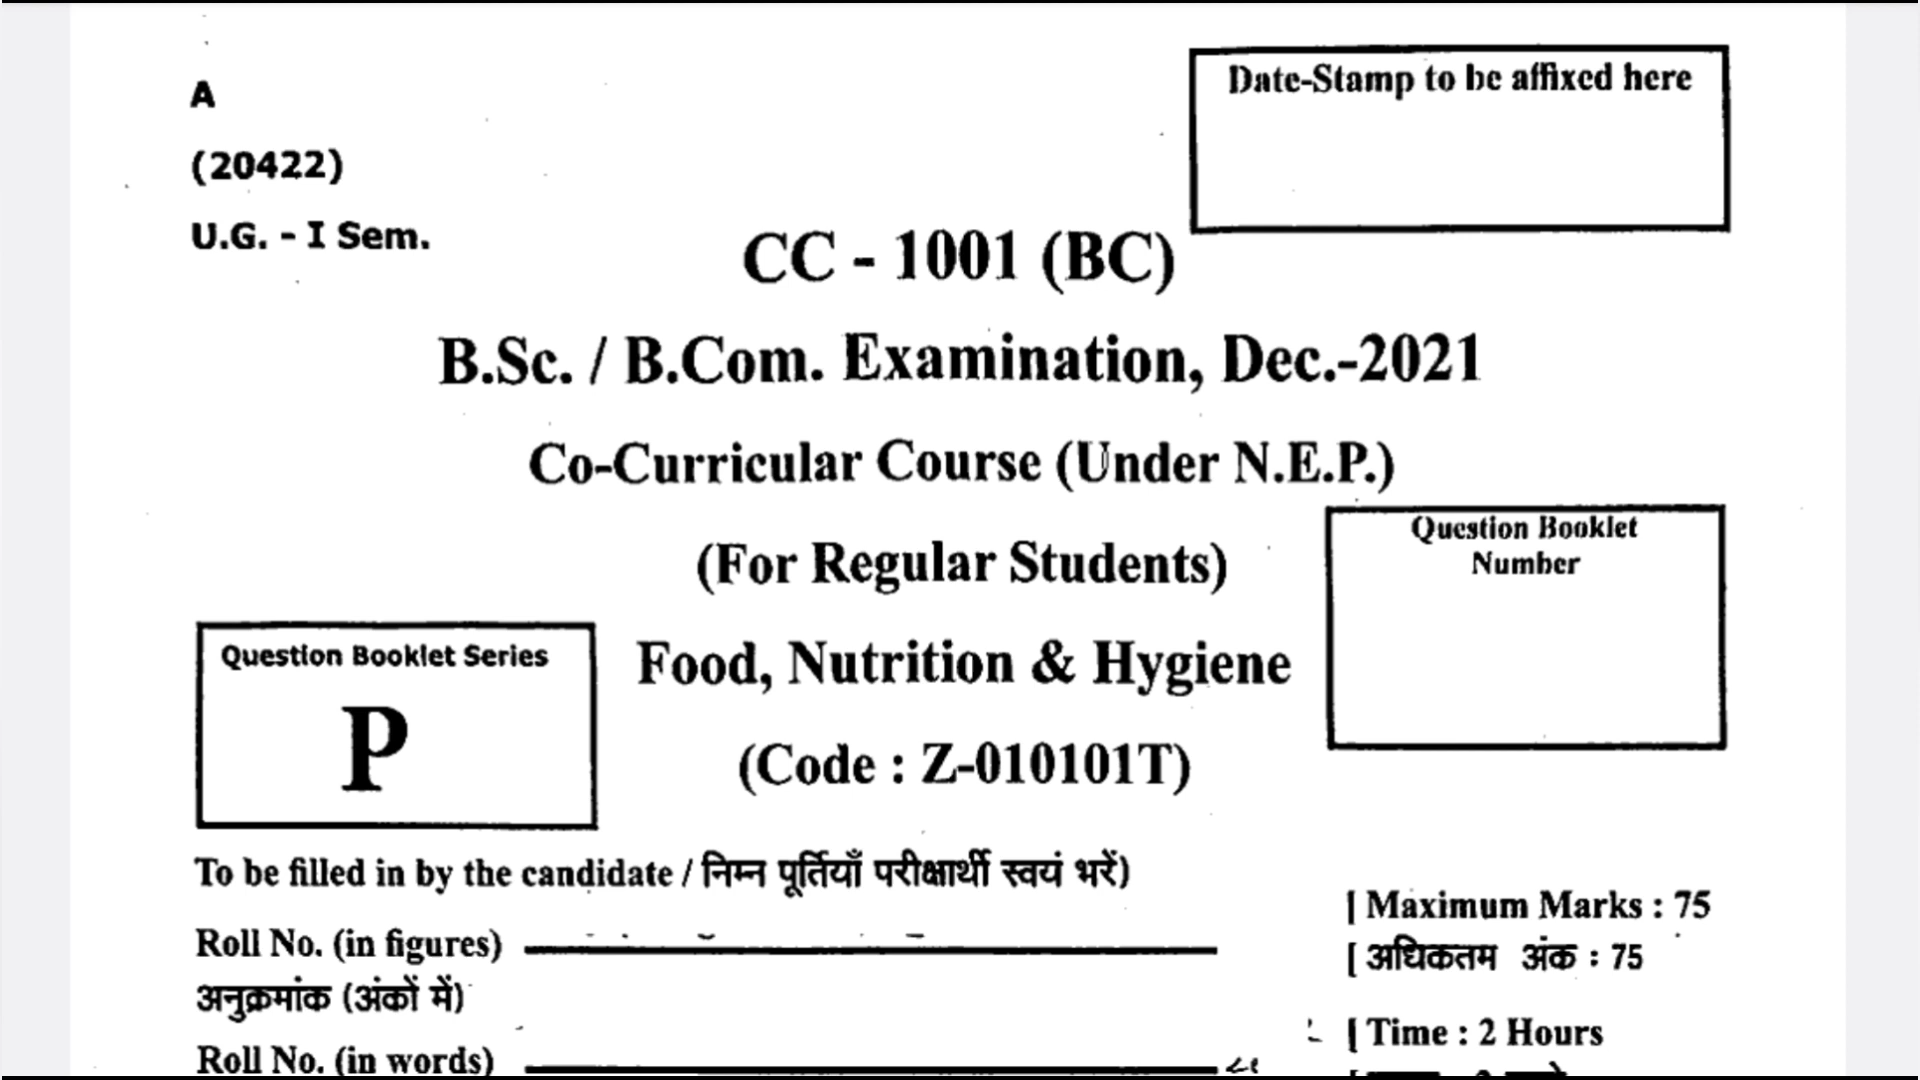 A
(20422)
U.G. - I Sem.
Date-Stamp to be affixed here
CC - 1001 (BC)
B.Sc. / B.Com. Examination, Dec.-2021
Co-Curricular Course (Under N.E.P.)
(For Regular Students)
Question Booklet
Number
Question Booklet Series
P
Food, Nutrition & Hygiene
(Code : Z-010101T)
To be filled in by the candidate / निम्न पूर्तियाँ परीक्षार्थी स्वयं भरें)
Roll No. (in figures)
अनुक्रमांक (अंकों में)
Roll No. (in words)
[ Maximum Marks : 75
[ अधिकतम अंक : 75
[ Time : 2 Hours